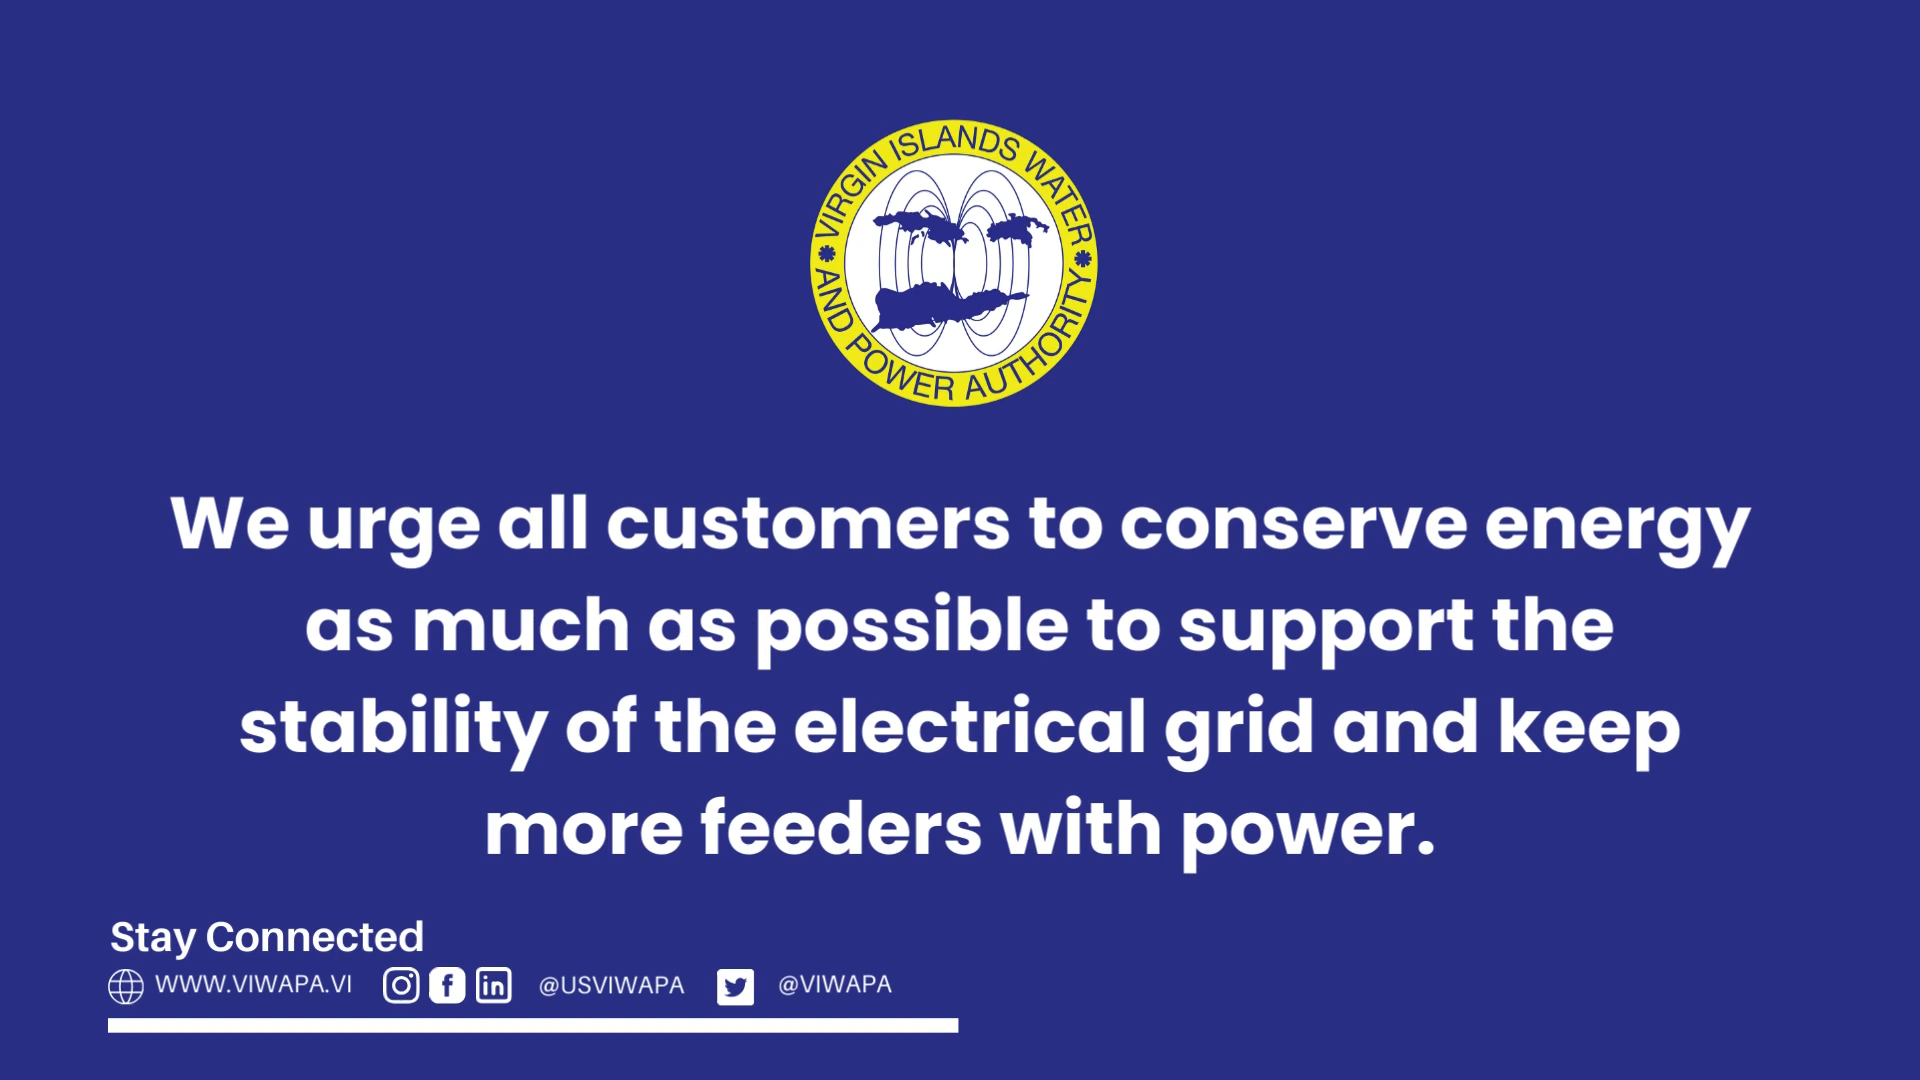 VIRGIN ISLANDS WATER
AND POWER AUTHORITY
We urge all customers to conserve energy
as much as possible to support the
stability of the electrical grid and keep
more feeders with power.
Stay Connected
WWW.VIWAPA.VI @USVIWAPA @VIWAPA